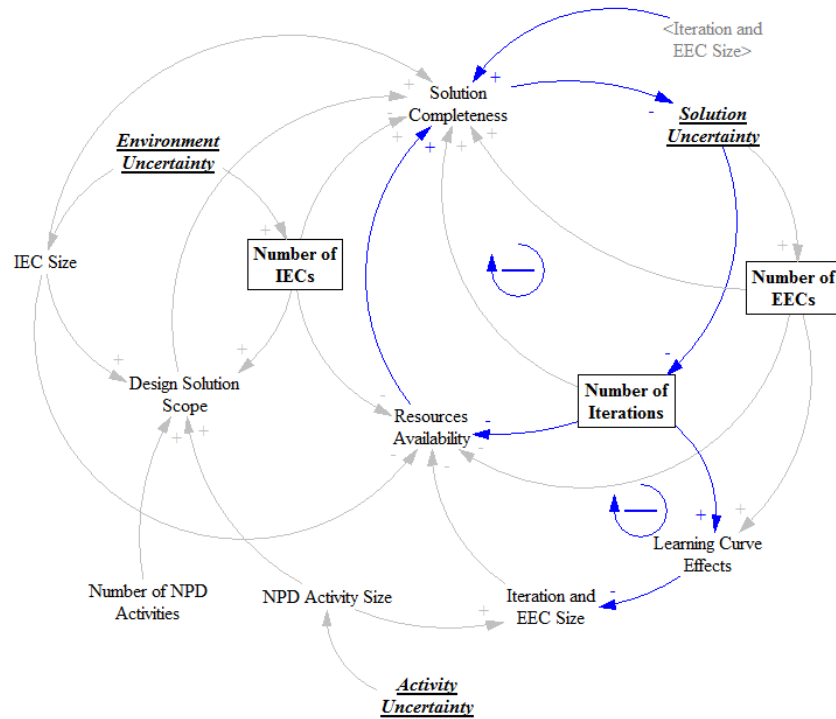 <Iteration and
EEC Size>
Solution
Completeness
Solution
Uncertainty
Environment
Uncertainty
IEC Size
Number of
IECs
Number of
EECs
Design Solution
Scope
Resources
Availability
Number of
Iterations
Learning Curve
Effects
Number of NPD
Activities
NPD Activity Size
Iteration and
EEC Size
Activity
Uncertainty